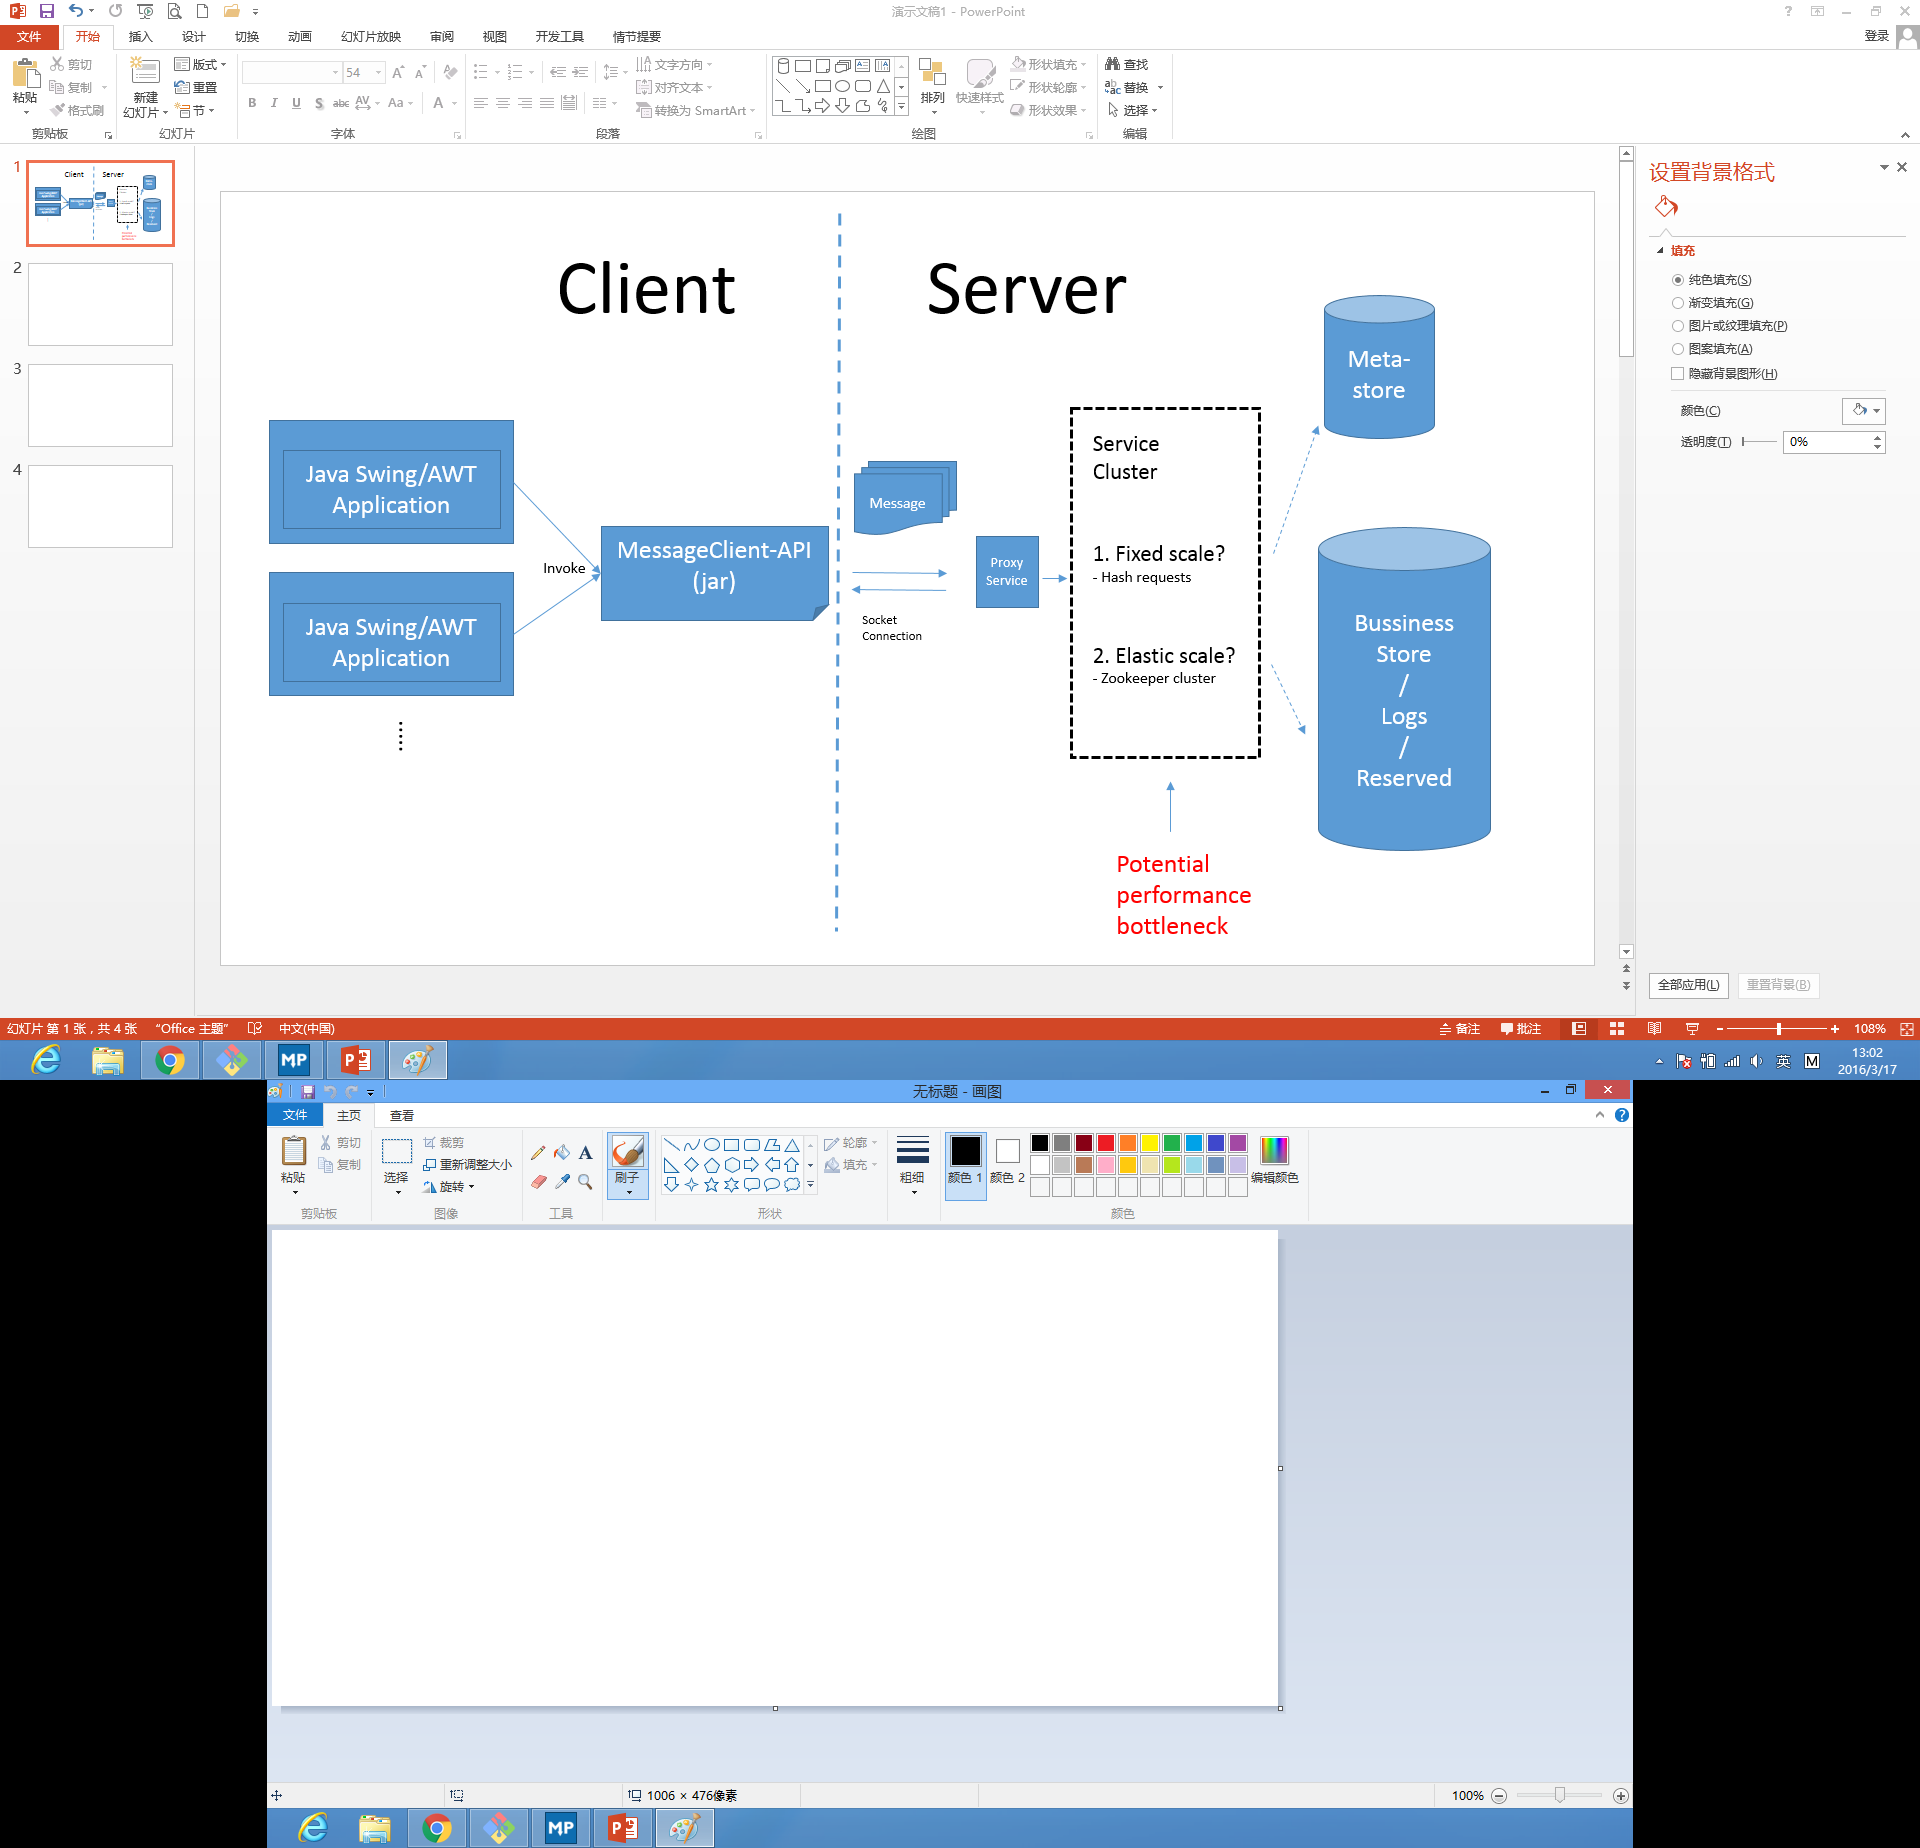 演示文稿1 - PowerPoint
文件 开始 插入 设计 切换 动画 幻灯片放映 审阅 视图 开发工具 情节提要 登录
粘贴 剪切 复制 格式刷 剪贴板
新建 幻灯片 版式 重置 节 幻灯片
54 A A B I U S abc AV Aa A 字体
文字方向 对齐文本 转换为 SmartArt 段落
排列 快速样式 形状填充 形状轮廓 形状效果 绘图
查找 替换 选择 编辑
1
2
3
4
Client
Server
Java Swing/AWT
Application
Java Swing/AWT
Application
Invoke
MessageClient-API
(jar)
Message
Socket
Connection
Proxy
Service
Service
Cluster
1. Fixed scale?
- Hash requests
2. Elastic scale?
- Zookeeper cluster
Potential
performance
bottleneck
Meta-
store
Bussiness
Store
/
Logs
/
Reserved
设置背景格式
填充
纯色填充(S)
渐变填充(G)
图片或纹理填充(P)
图案填充(A)
隐藏背景图形(H)
颜色(C)
透明度(T) 0%
全部应用(L) 重置背景(B)
幻灯片 第 1 张，共 4 张 “Office 主题” 中文(中国) 备注 批注 108%
MP 英 M 13:02
2016/3/17
无标题 - 画图
文件 主页 查看
粘贴 剪切 复制 剪贴板
选择 裁剪 重新调整大小 旋转 图像
A 工具
刷子
轮廓 填充 形状
粗细
颜色 1 颜色 2 编辑颜色 颜色
1006 × 476像素 100%
MP